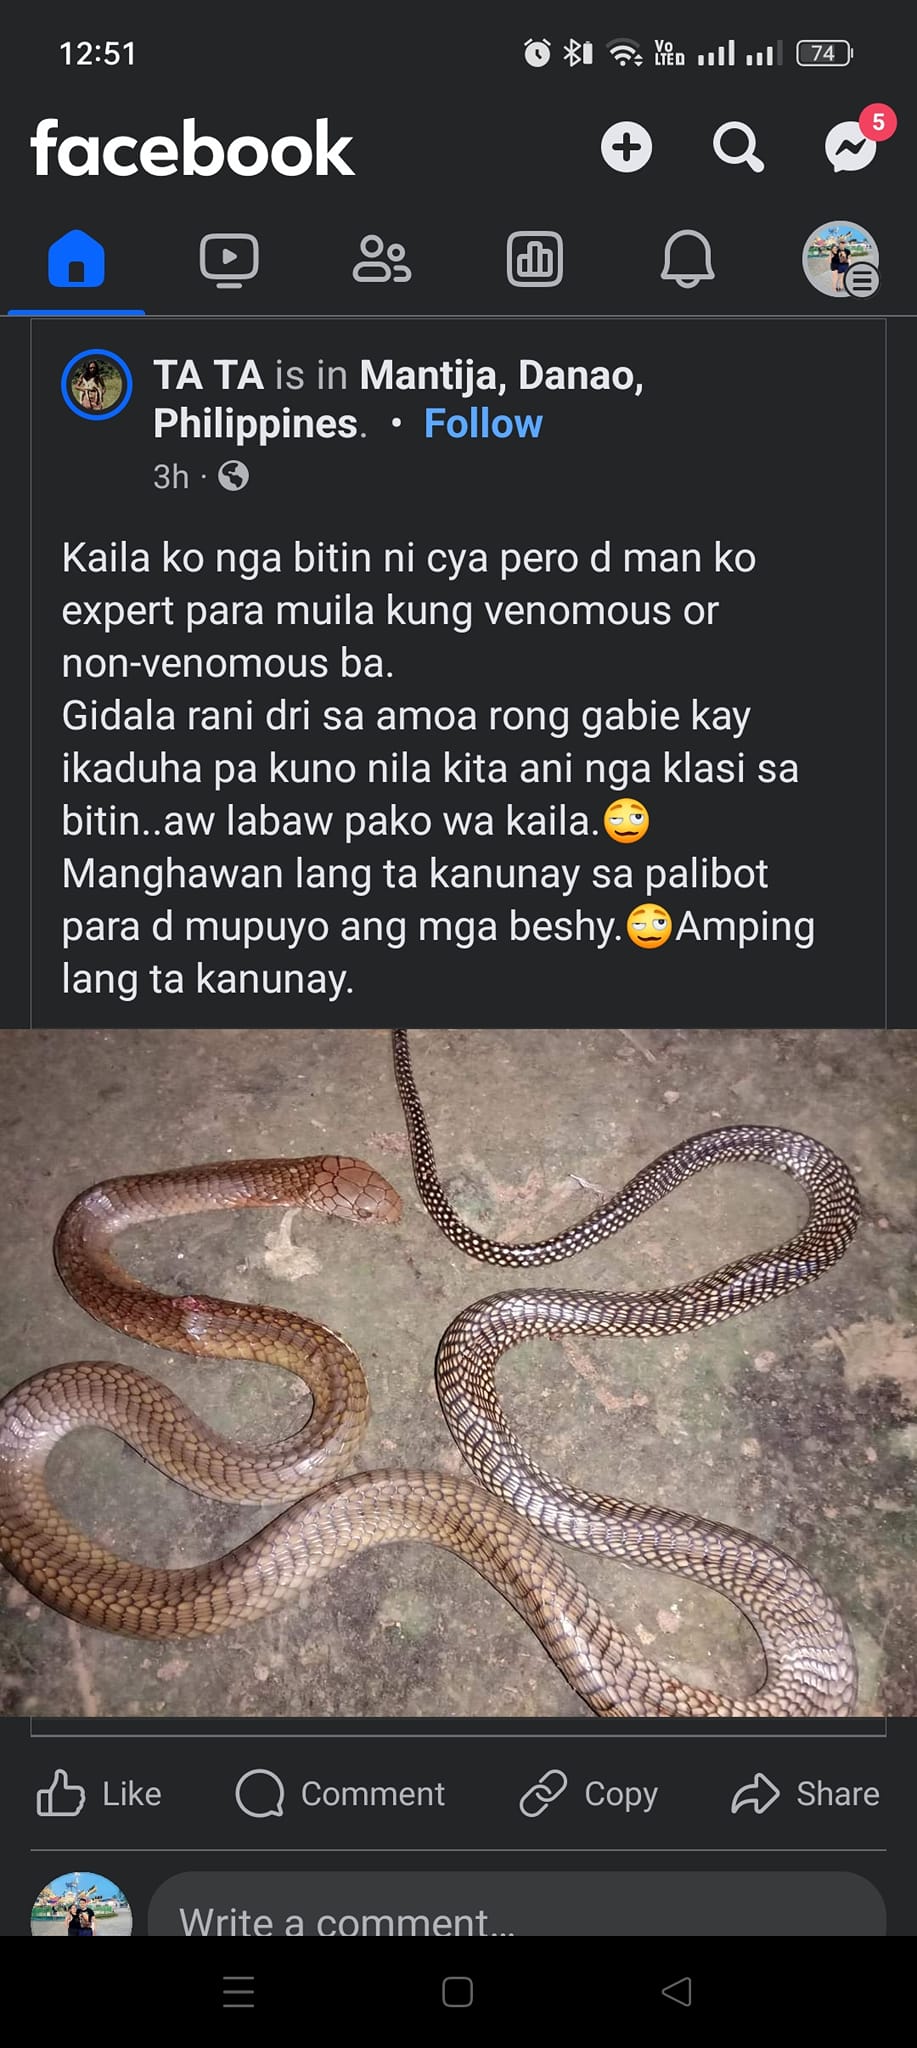 12:51
Vo
LTED
74
facebook
5
TA TA is in Mantija, Danao,
Philippines. • Follow
3h ·
Kaila ko nga bitin ni cya pero d man ko
expert para muila kung venomous or
non-venomous ba.
Gidala rani dri sa amoa rong gabie kay
ikaduha pa kuno nila kita ani nga klasi sa
bitin..aw labaw pako wa kaila.🥴
Manghawan lang ta kanunay sa palibot
para d mupuyo ang mga beshy.🥴Amping
lang ta kanunay.
Like
Comment
Copy
Share
Write a comment...